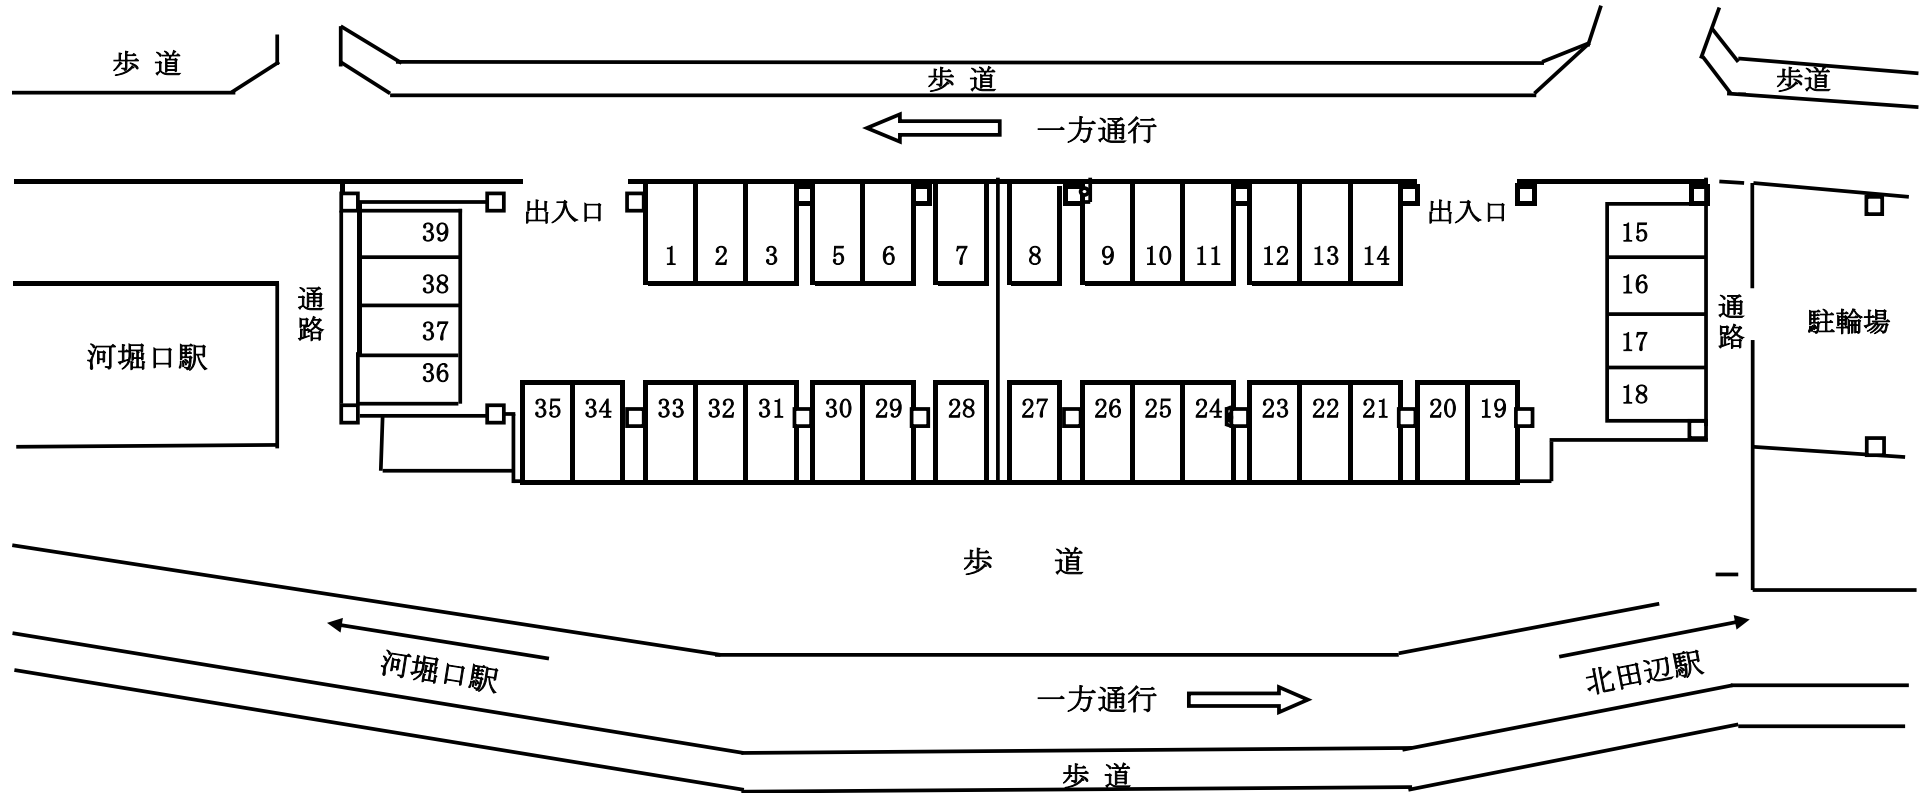 歩 道
歩 道
歩道
一方通行
出入口
出入口
39
38
37
36
1 2 3 5 6 7 8 9 10 11 12 13 14
15
16
17
18
通路
通路
河堀口駅
駐輪場
35 34 33 32 31 30 29 28 27 26 25 24 23 22 21 20 19
歩 道
河堀口駅
北田辺駅
一方通行
歩 道